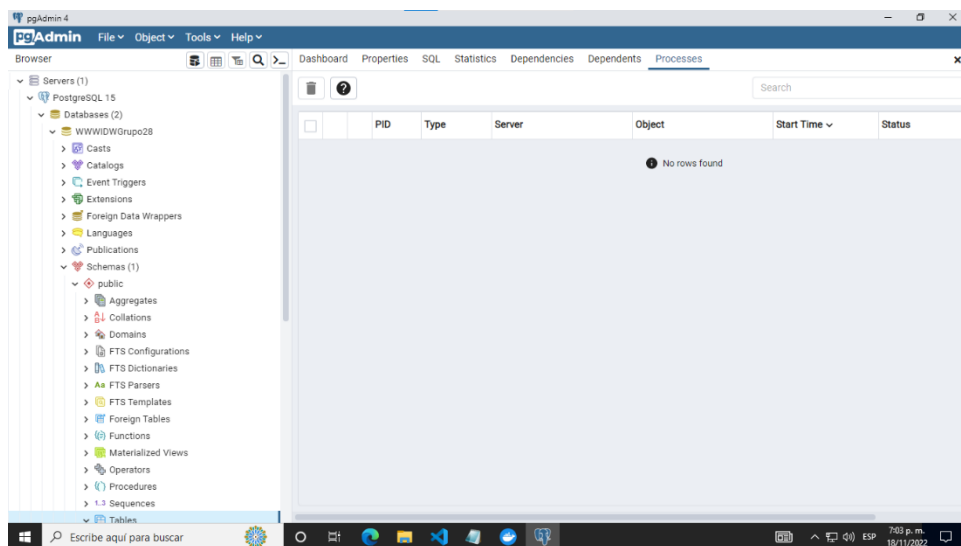 pgAdmin 4
pgAdmin File Object Tools Help
Browser
Dashboard Properties SQL Statistics Dependencies Dependents Processes
Servers (1)
PostgreSQL 15
Databases (2)
WWWIDWGrupo28
Casts
Catalogs
Event Triggers
Extensions
Foreign Data Wrappers
Languages
Publications
Schemas (1)
public
Aggregates
Collations
Domains
FTS Configurations
FTS Dictionaries
Aa FTS Parsers
FTS Templates
Foreign Tables
Functions
Materialized Views
Operators
Procedures
1..3 Sequences
Tables
Search
PID Type Server Object Start Time Status
No rows found
Escribe aquí para buscar
ESP
7:03 p. m.
18/11/2022